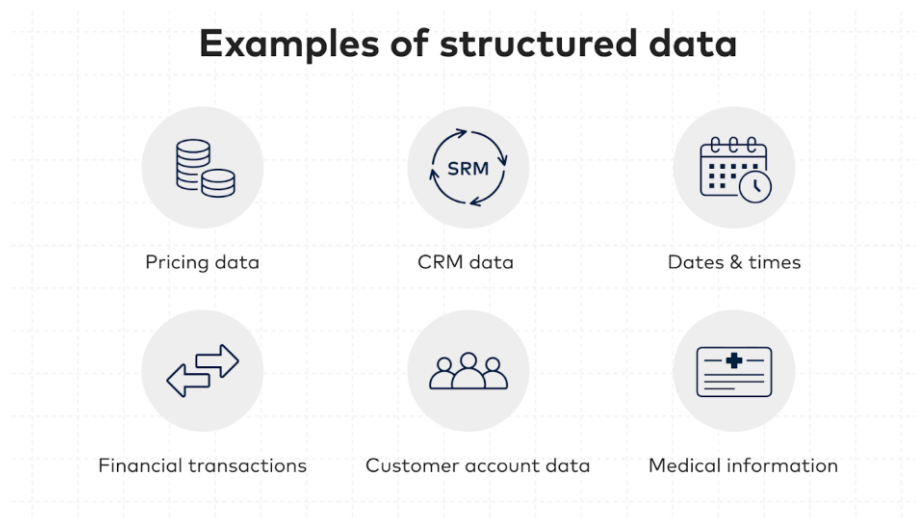 Examples of structured data
SRM
Pricing data
CRM data
Dates & times
Financial transactions
Customer account data
Medical information